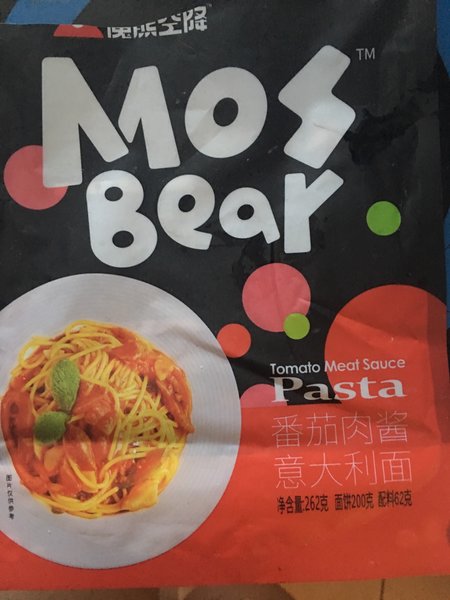 魔熊空降
Mos
Bear
TM
Tomato Meat Sauce
Pasta
番茄肉酱
意大利面
净含量:262克 面饼200克 配料62克
图片仅供参考